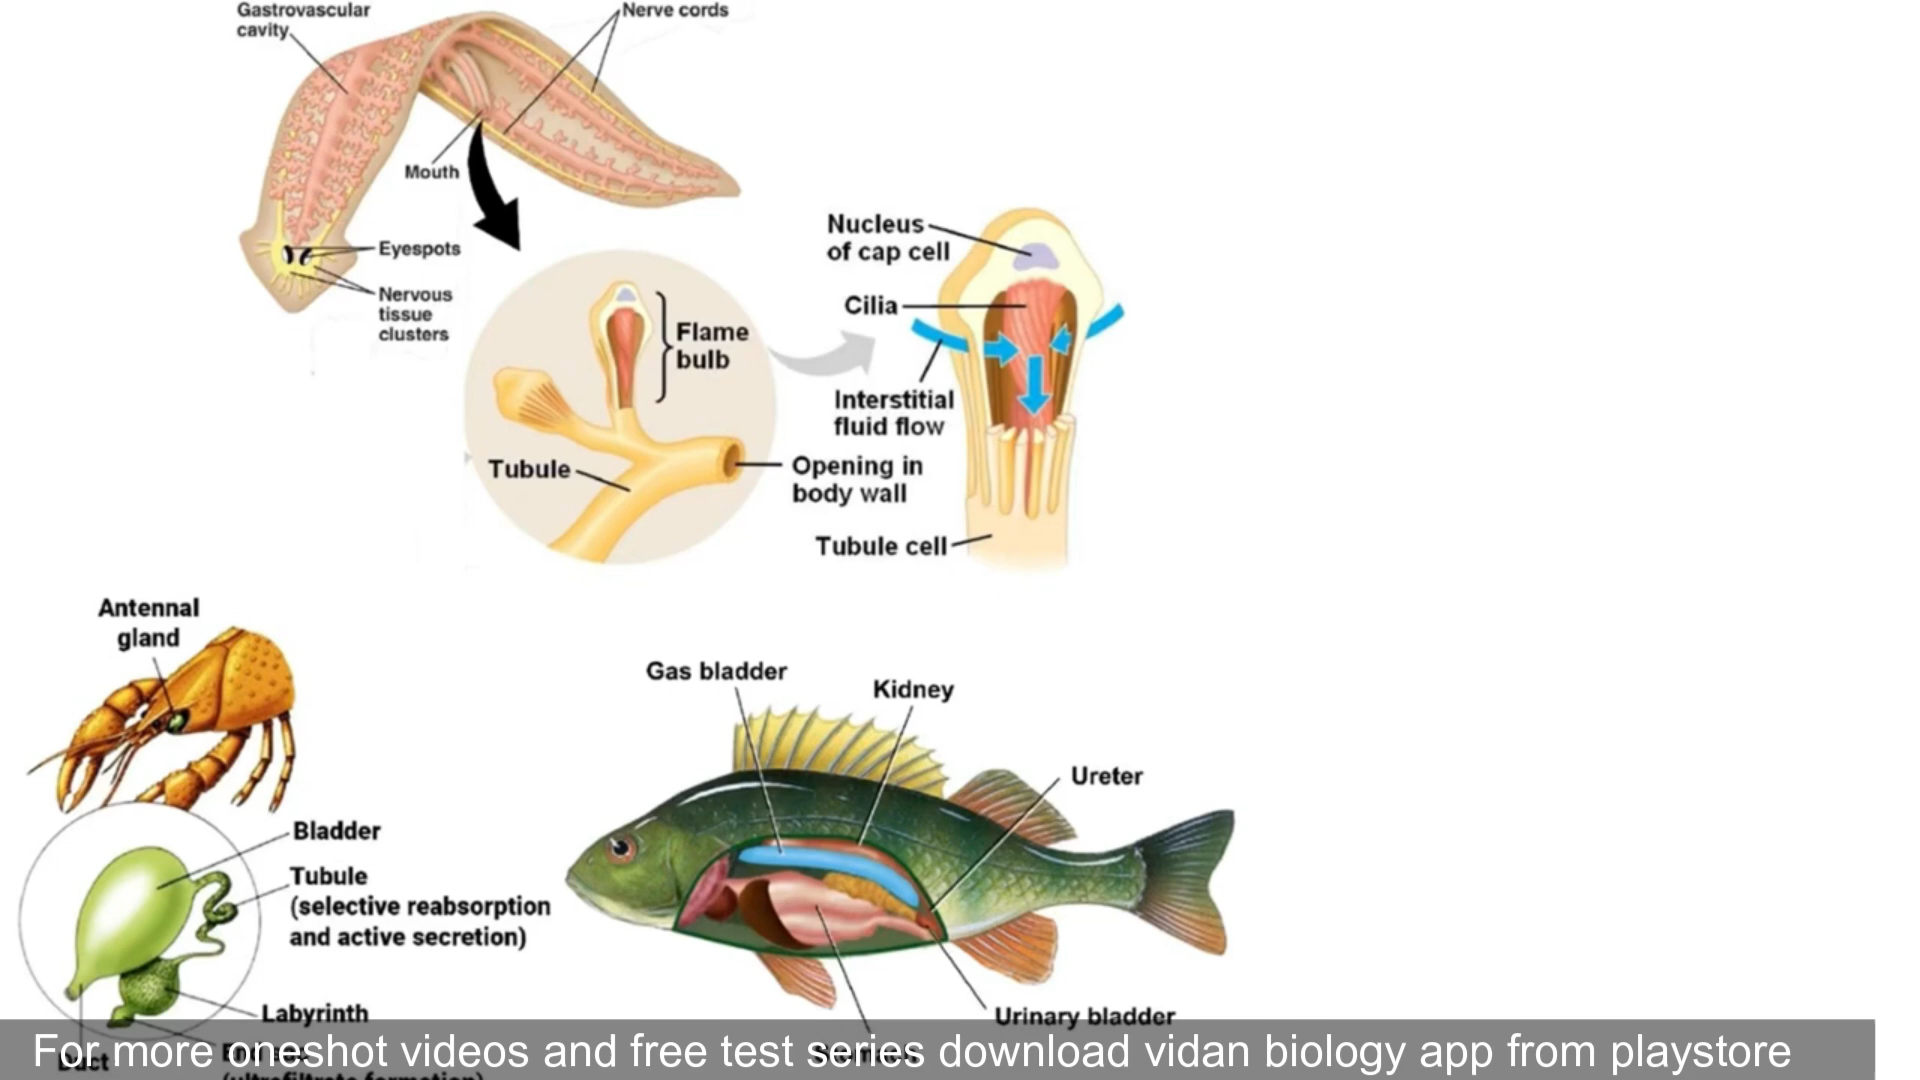 Gastrovascular
cavity
Nerve cords
Mouth
Eyespots
Nervous
tissue
clusters
Flame
bulb
Tubule
Opening in
body wall
Nucleus
of cap cell
Cilia
Interstitial
fluid flow
Tubule cell
Antennal
gland
Bladder
Tubule
(selective reabsorption
and active secretion)
Labyrinth
Duct
Gas bladder
Kidney
Ureter
Urinary bladder
For more oneshot videos and free test series download vidan biology app from playstore